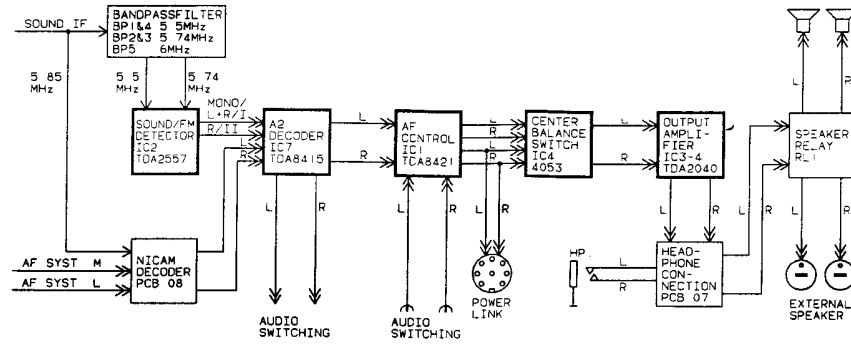 SOUND IF
BANDPASSFILTER
BP1&4 5 5MHz
BP2&3 5 74MHz
BP5 6MHz
5 85
MHz
5 5
MHz
5 74
MHz
SOUND/FM
DETECTOR
IC2
TDA2557
MONO/
L+R/I
R/II
L
R
A2
DECODER
IC7
TDA8415
L
R
L
R
AF
CONTROL
IC1
TDA8421
L
R
L
R
L
R
CENTER
BALANCE
SWITCH
IC4
4053
L
R
OUTPUT
AMPLI-
FIER
IC3-4
TDA2040
L
R
L
R
L
R
SPEAKER
RELAY
RL1
L
R
AF SYST M
AF SYST L
NICAM
DECODER
PCB 08
L
R
AUDIO
SWITCHING
AUDIO
SWITCHING
POWER
LINK
HP
L
R
HEAD-
PHONE
CON-
NECTION
PCB 07
EXTERNAL
SPEAKER